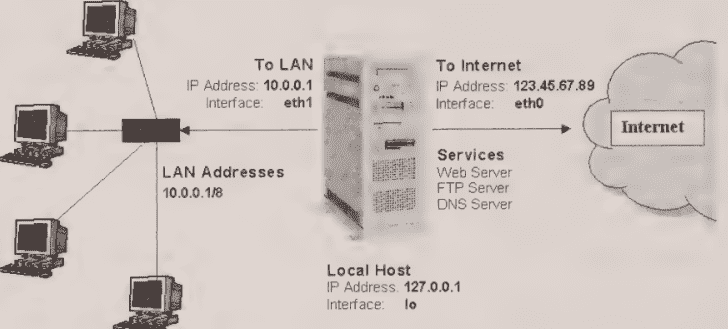 To LAN
IP Address: 10.0.0.1
Interface: eth1
To Internet
IP Address: 123.45.67.89
Interface: eth0
Internet
LAN Addresses
10.0.0.1/8
Services
Web Server
FTP Server
DNS Server
Local Host
IP Address. 127.0.0.1
Interface: lo